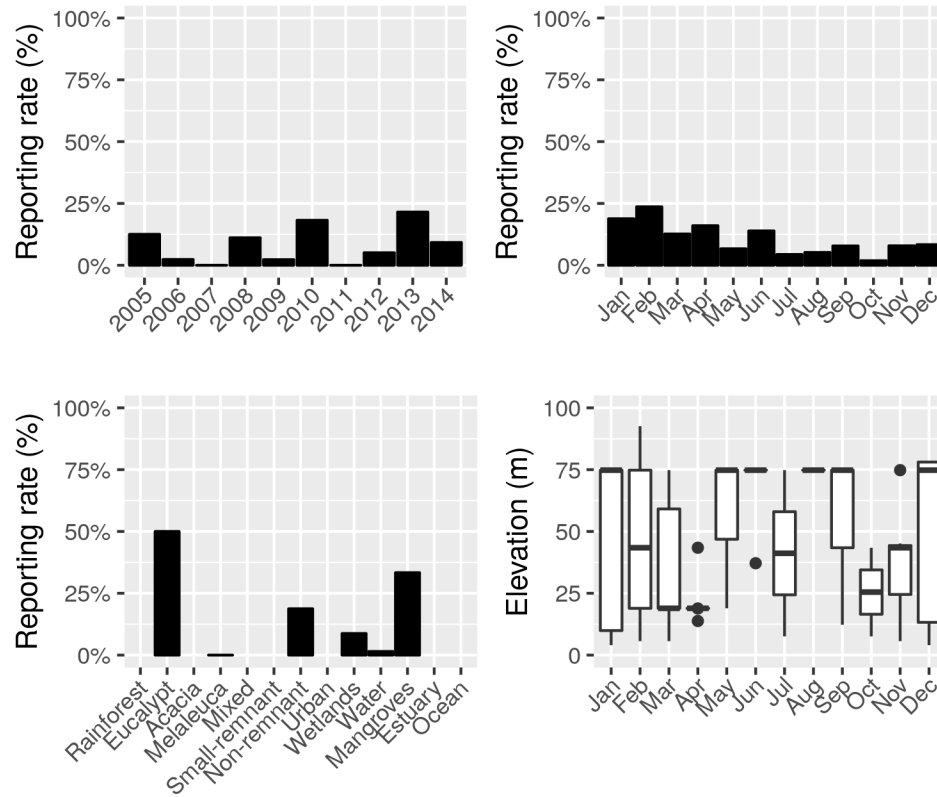 Reporting rate (%)
100%
75%
50%
25%
0%
2005 2006 2007 2008 2009 2010 2011 2012 2013 2014
Reporting rate (%)
100%
75%
50%
25%
0%
Jan Feb Mar Apr May Jun Jul Aug Sep Oct Nov Dec
Reporting rate (%)
100%
75%
50%
25%
0%
Rainforest Eucalypt Acacia Melaleuca Mixed Small-remnant Non-remnant Urban Wetlands Water Mangroves Estuary Ocean
Elevation (m)
100
75
50
25
0
Jan Feb Mar Apr May Jun Jul Aug Sep Oct Nov Dec